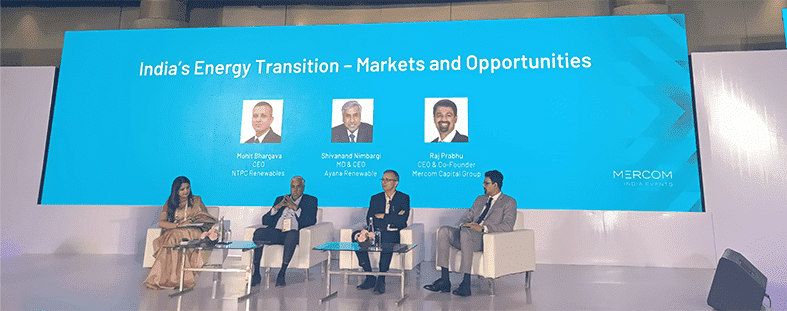 India's Energy Transition – Markets and Opportunities
Mohit Bhargava
CEO
NTPC Renewables
Shivanand Nimbargi
MD & CEO
Ayana Renewable
Raj Prabhu
CEO & Co-Founder
Mercom Capital Group
MERCOM
INDIA EVENTS